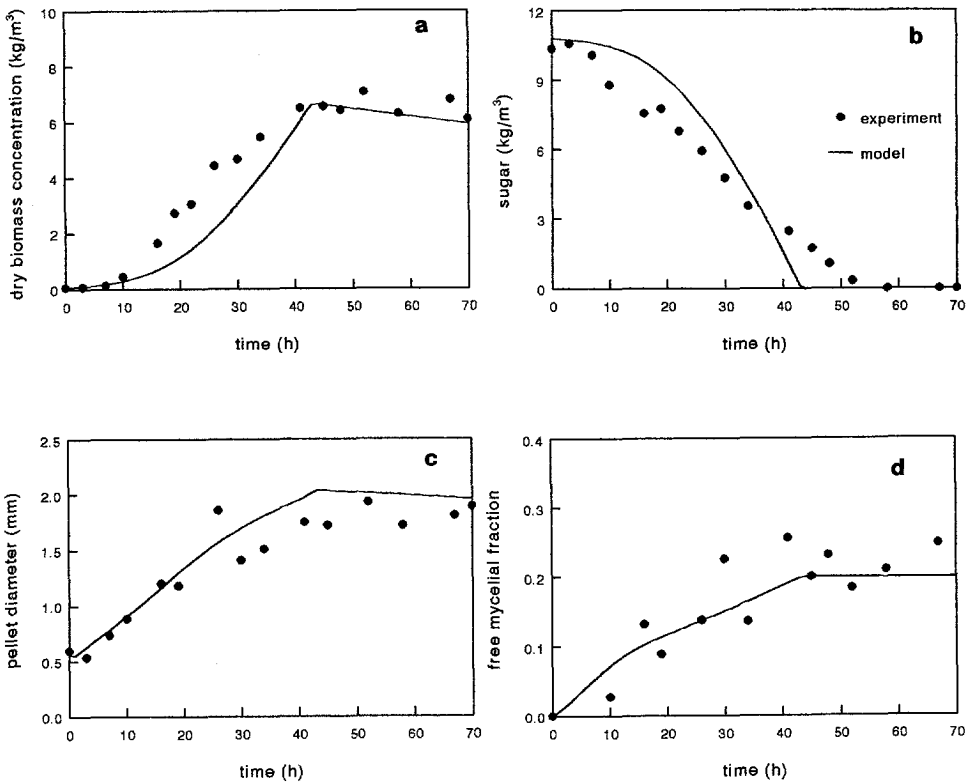 a
dry biomass concentration (kg/m³)
10
8
6
4
2
0
0 10 20 30 40 50 60 70
time (h)
b
sugar (kg/m³)
12
9
6
3
0
experiment
model
0 10 20 30 40 50 60 70
time (h)
c
pellet diameter (mm)
2.5
2.0
1.5
1.0
0.5
0.0
0 10 20 30 40 50 60 70
time (h)
d
free mycelial fraction
0.4
0.3
0.2
0.1
0.0
0 10 20 30 40 50 60 70
time (h)